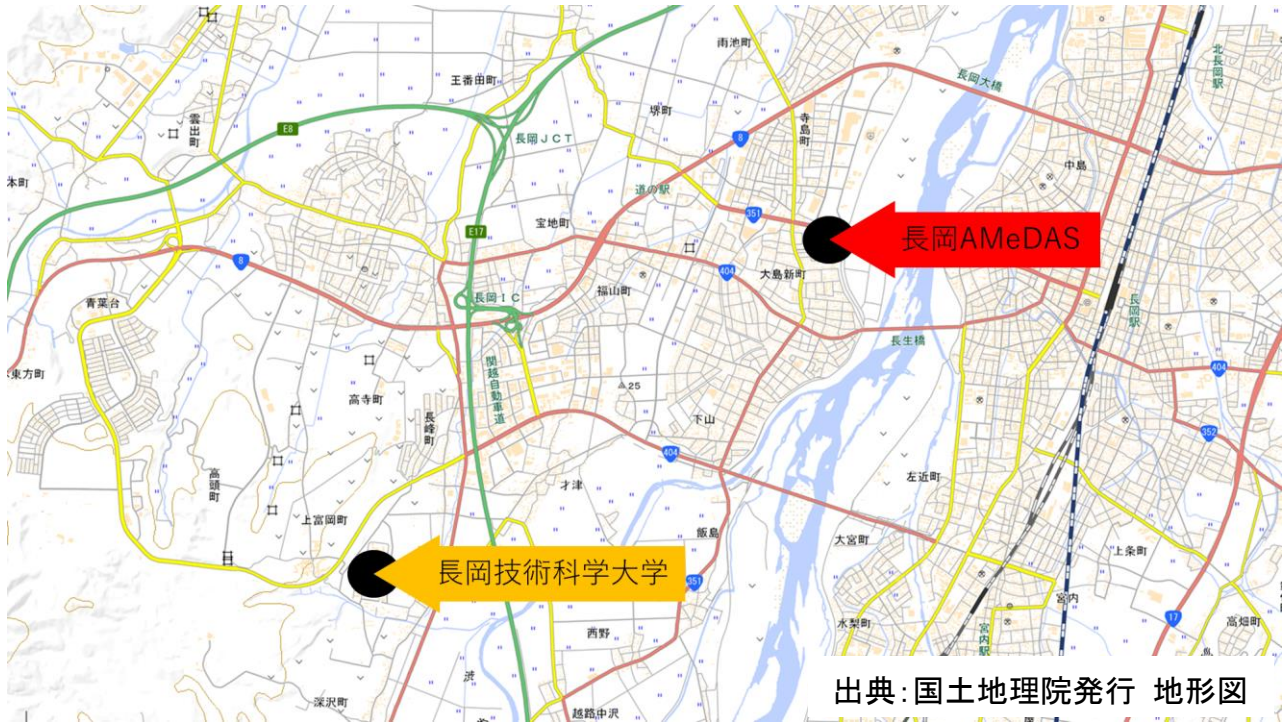 雨池町
王番田町
北長岡駅
長岡大橋
堺町
寺島町
雲出町
E8
長岡JCT
8
中島
本町
道の駅
宝地町
351
E17
長岡AMeDAS
8
404
大島新町
福山町
青葉台
長岡IC
長岡駅
長生橋
関越自動車道
東方町
25
404
高寺町
長峰町
下山
352
404
左近町
高頭町
才津
上富岡町
飯島
大宮町
上条町
長岡技術科学大学
351
宮内
17
高畑町
西野
水梨町
宮内駅
深沢町
越路中沢
出典:国土地理院発行 地形図